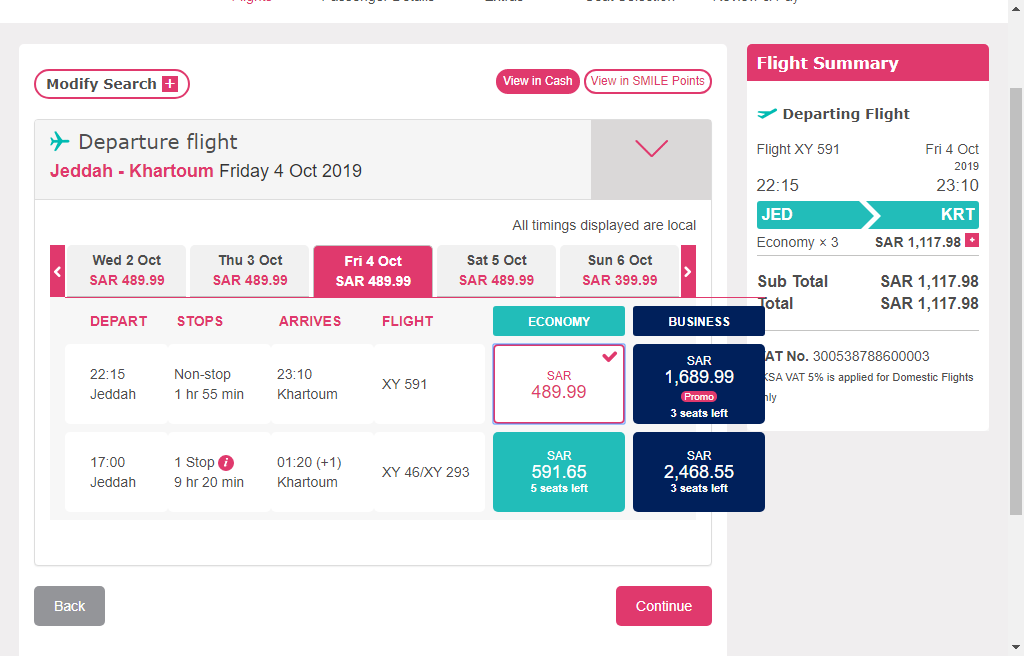 Modify Search
View in Cash
View in SMILE Points
Departure flight
Jeddah - Khartoum Friday 4 Oct 2019
All timings displayed are local
Wed 2 Oct
SAR 489.99
Thu 3 Oct
SAR 489.99
Fri 4 Oct
SAR 489.99
Sat 5 Oct
SAR 489.99
Sun 6 Oct
SAR 399.99
DEPART STOPS ARRIVES FLIGHT ECONOMY BUSINESS
22:15
Jeddah
Non-stop
1 hr 55 min
23:10
Khartoum
XY 591
SAR
489.99
SAR
1,689.99
Promo
3 seats left
17:00
Jeddah
1 Stop i
9 hr 20 min
01:20 (+1)
Khartoum
XY 46/XY 293
SAR
591.65
5 seats left
SAR
2,468.55
3 seats left
Back
Continue
Flight Summary
Departing Flight
Flight XY 591 Fri 4 Oct
2019
22:15 23:10
JED KRT
Economy × 3 SAR 1,117.98
Sub Total SAR 1,117.98
Total SAR 1,117.98
AT No. 300538788600003
KSA VAT 5% is applied for Domestic Flights
nly